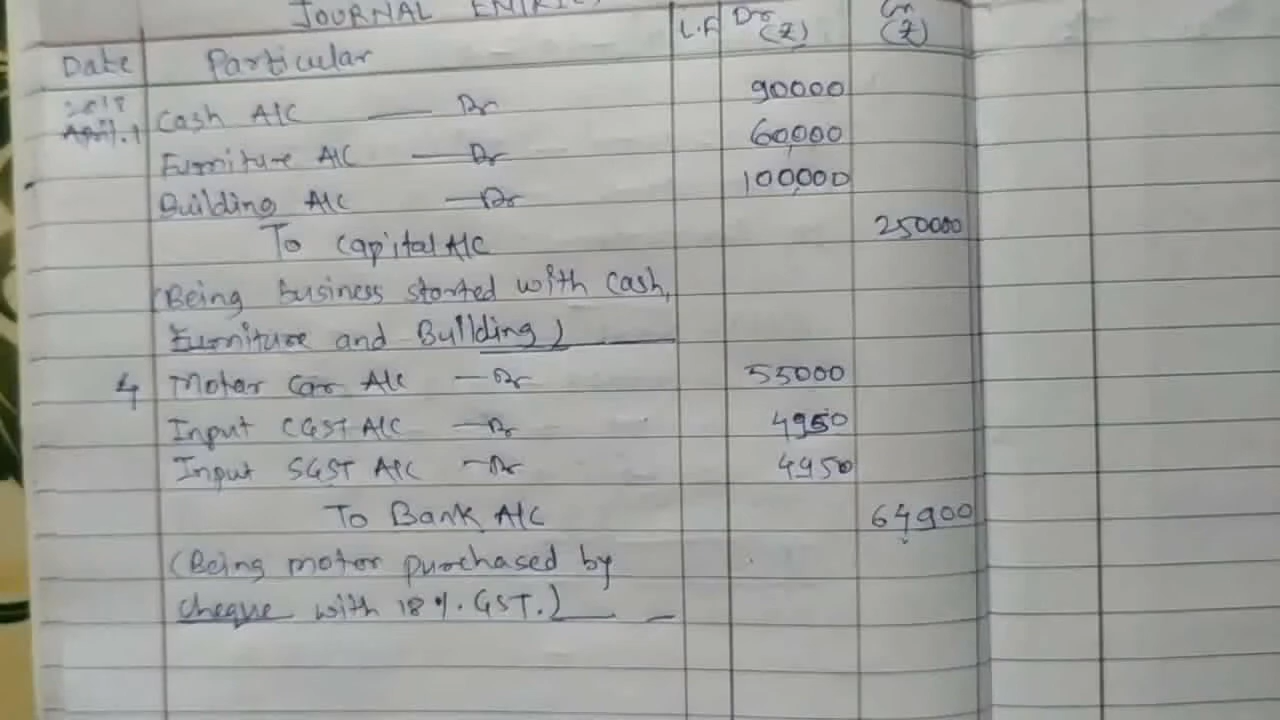 JOURNAL ENTRIES
Date Particular L.F Dr (₹) Cr (₹)
April.1 Cash A/C — Dr 90000
Furniture A/C — Dr 60,000
Building A/C — Dr 100,000
To Capital A/C 250000
(Being business started with cash,
Furniture and Building)
4 Motor Car A/c — Dr 55000
Input CGST A/C — Dr 4950
Input SGST A/C — Dr 4950
To Bank A/C 64900
(Being motor purchased by
cheque with 18%. GST.)